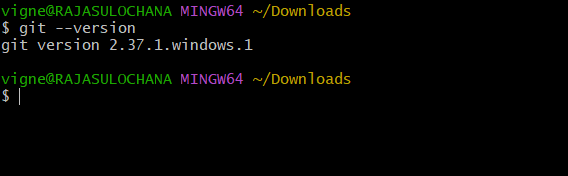 vigne@RAJASULOCHANA MINGW64 ~/Downloads
$ git --version
git version 2.37.1.windows.1
vigne@RAJASULOCHANA MINGW64 ~/Downloads
$